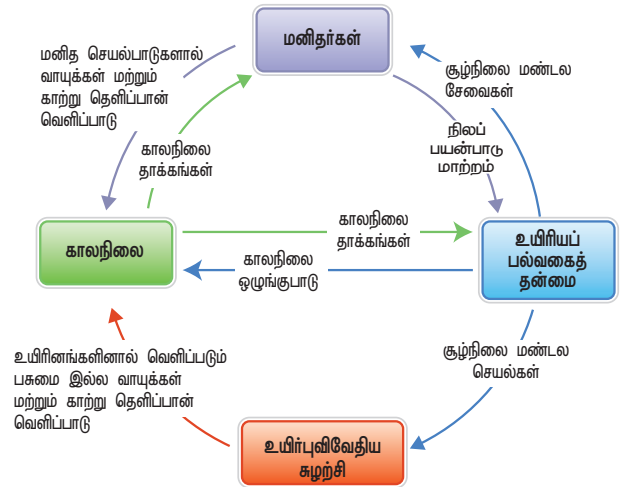 மனிதர்கள்
மனித செயல்பாடுகளால்
வாயுக்கள் மற்றும்
காற்று தெளிப்பான்
வெளிப்பாடு
சூழ்நிலை மண்டல
சேவைகள்
காலநிலை
தாக்கங்கள்
நிலப்
பயன்பாடு
மாற்றம்
காலநிலை
காலநிலை
தாக்கங்கள்
காலநிலை
ஒழுங்குபாடு
உயிரியப்
பல்வகைத்
தன்மை
உயிரினங்களினால் வெளிப்படும்
பசுமை இல்ல வாயுக்கள்
மற்றும் காற்று தெளிப்பான்
வெளிப்பாடு
சூழ்நிலை மண்டல
செயல்கள்
உயிர்புவிவேதிய
சுழற்சி